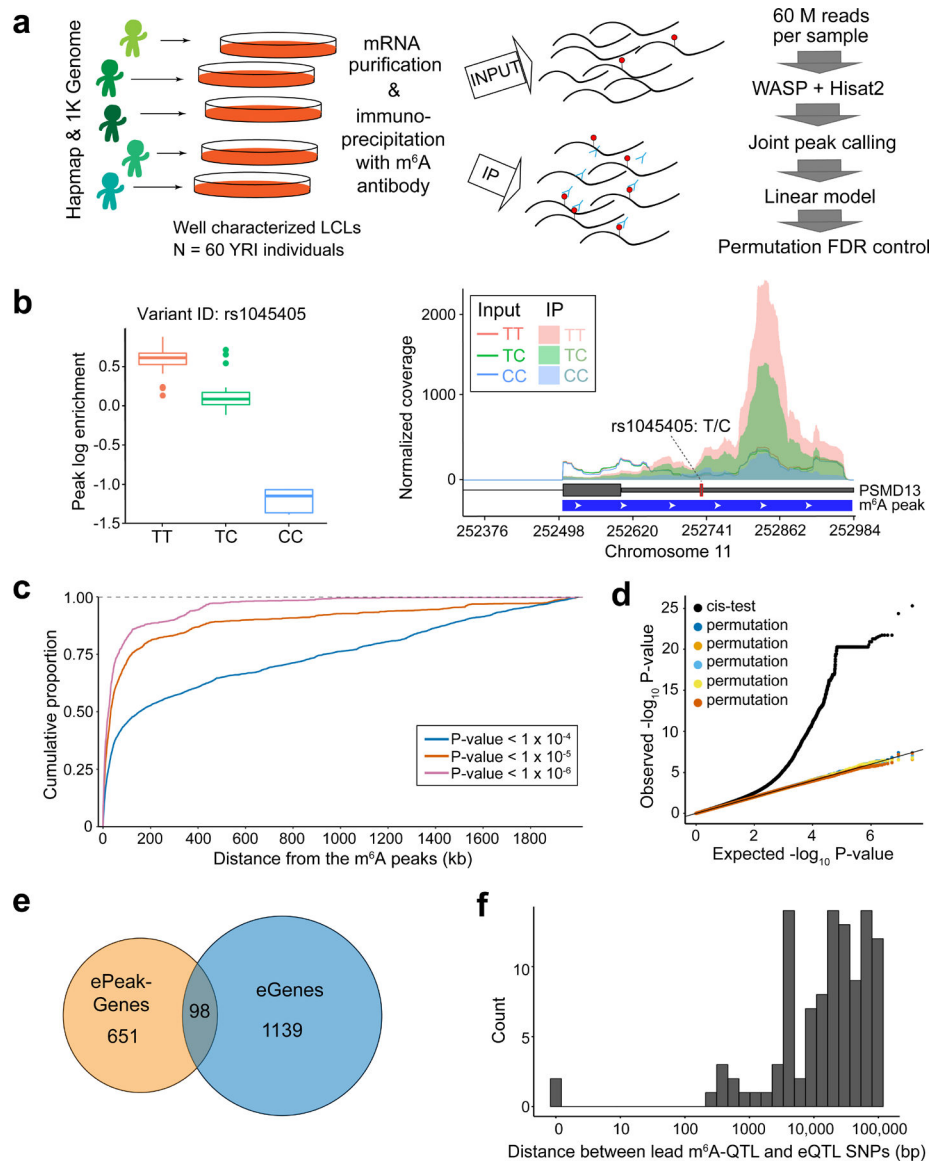 a
Hapmap & 1K Genome
mRNA
purification
&
immuno-
precipitation
with m⁶A
antibody
Well characterized LCLs
N = 60 YRI individuals
INPUT
IP
60 M reads
per sample
WASP + Hisat2
Joint peak calling
Linear model
Permutation FDR control
b
Variant ID: rs1045405
Peak log enrichment
0.5
0.0
-0.5
-1.0
-1.5
TT TC CC
Normalized coverage
2000
1000
0
Input IP
TT TT
TC TC
CC CC
rs1045405: T/C
PSMD13
m⁶A peak
252376 252498 252620 252741 252862 252984
Chromosome 11
c
Cumulative proportion
1.00
0.75
0.50
0.25
0
P-value < 1 x 10⁻⁴
P-value < 1 x 10⁻⁵
P-value < 1 x 10⁻⁶
0 200 400 600 800 1000 1200 1400 1600 1800
Distance from the m⁶A peaks (kb)
d
Observed -log₁₀ P-value
25
20
15
10
5
0
cis-test
permutation
permutation
permutation
permutation
permutation
0 2 4 6
Expected -log₁₀ P-value
e
ePeak-
Genes
651
98
eGenes
1139
f
Count
10
5
0
0 10 100 1000 10,000 100,000
Distance between lead m⁶A-QTL and eQTL SNPs (bp)